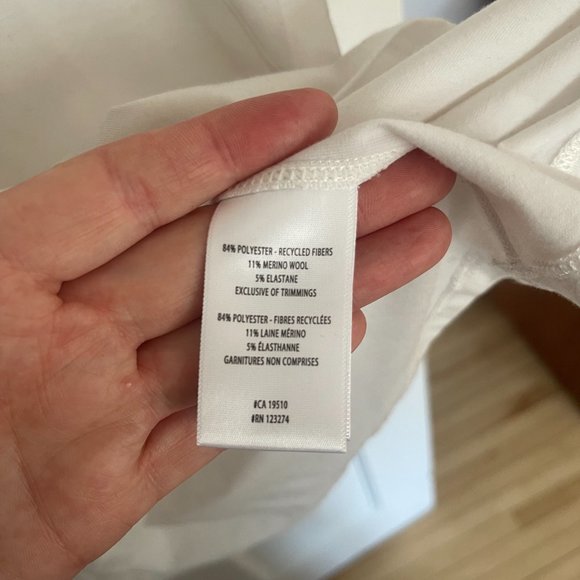 84% POLYESTER - RECYCLED FIBERS
11% MERINO WOOL
5% ELASTANE
EXCLUSIVE OF TRIMMINGS
84% POLYESTER - FIBRES RECYCLÉES
11% LAINE MÉRINO
5% ÉLASTHANNE
GARNITURES NON COMPRISES
#CA 19510
#RN 123274